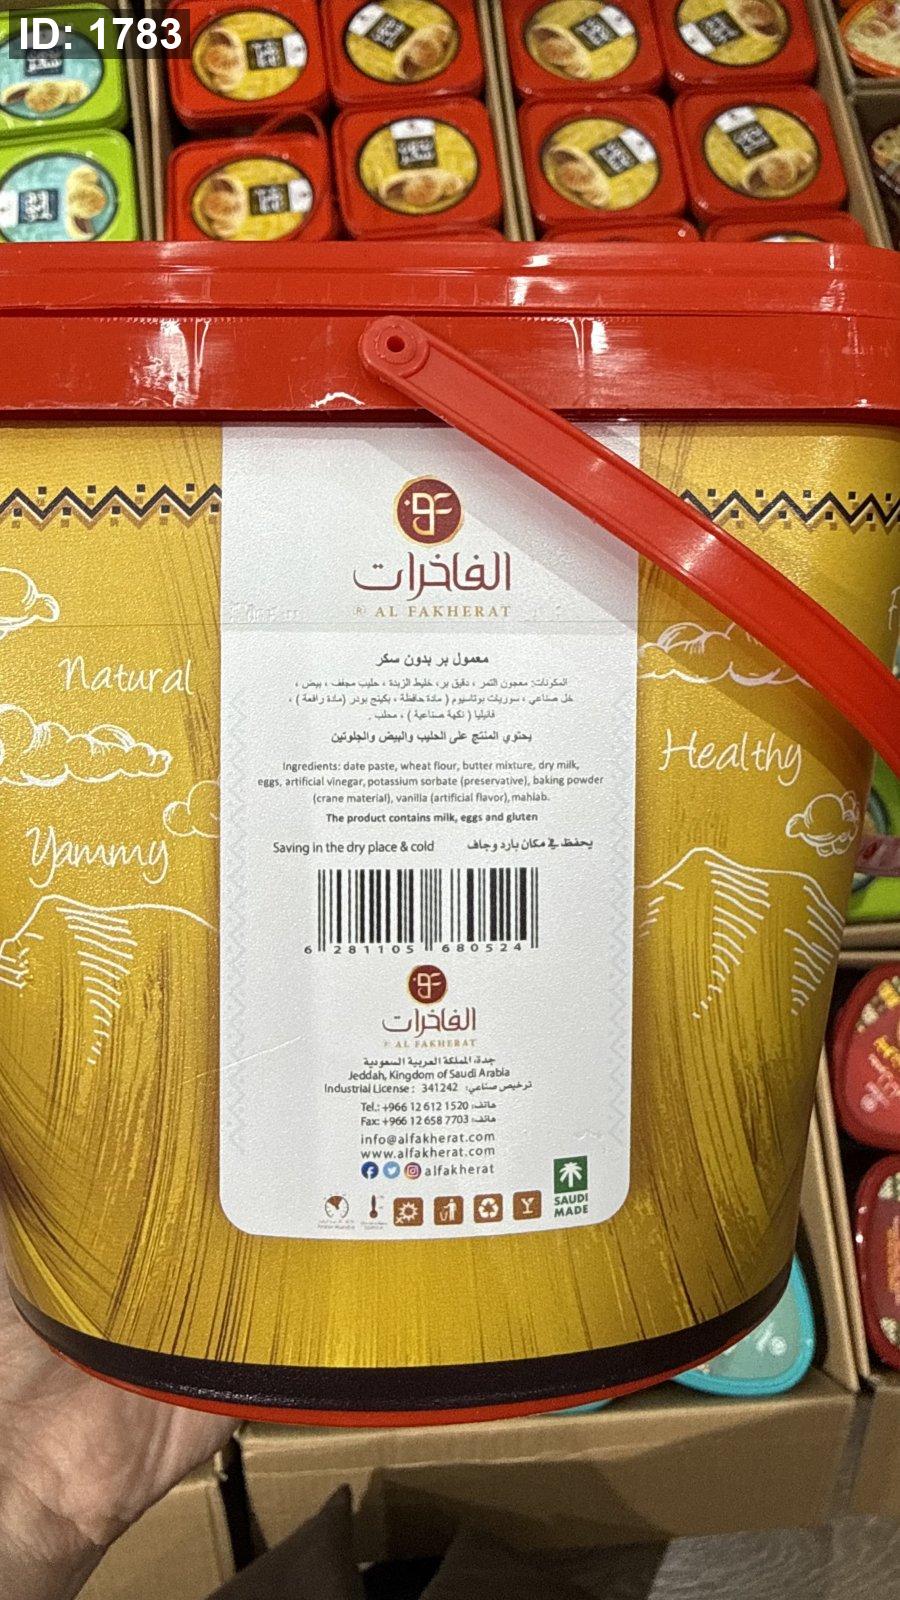 ID: 1783
الفاخرات
(R) AL FAKHERAT
معمول بر بدون سكر
المكونات: معجون التمر ، دقيق بر، خليط الزبدة ، حليب مجفف ، بيض ،
خل صناعي ، سوربات بوتاسيوم ( مادة حافظة ، بكينج بودر (مادة رافعة ) ،
فانيليا ( نكهة صناعية ) ، محلب .
يحتوي المنتج على الحليب والبيض والجلوتين
Ingredients: date paste, wheat flour, butter mixture, dry milk,
eggs, artificial vinegar, potassium sorbate (preservative), baking powder
(crane material), vanilla (artificial flavor), mahlab.
The product contains milk, eggs and gluten
Saving in the dry place & cold يحفظ في مكان بارد وجاف
6 281105 680524
الفاخرات
AL FAKHERAT
جدة، المملكة العربية السعودية
Jeddah, Kingdom of Saudi Arabia
Industrial License : 341242 :ترخيص صناعي
Tel.: +966 12 612 1520 :هاتف
Fax: +966 12 658 7703 :هاتف
info@alfakherat.com
www.alfakherat.com
alfakherat
SAUDI
MADE
Natural
Yammy
Healthy